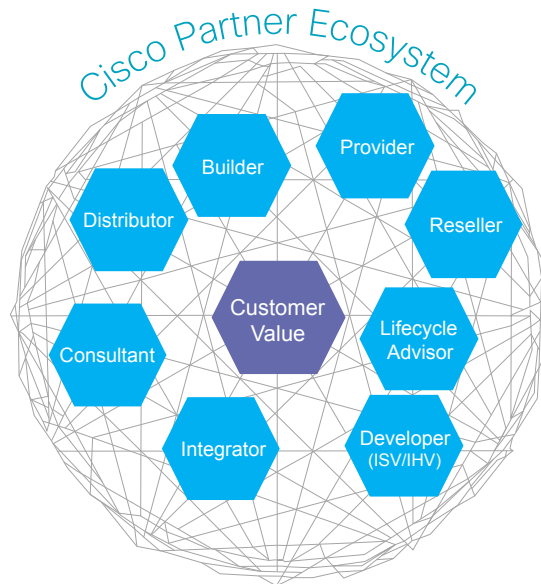 Cisco Partner Ecosystem
Provider
Builder
Distributor
Reseller
Customer
Value
Lifecycle
Advisor
Consultant
Integrator
Developer
(ISV/IHV)